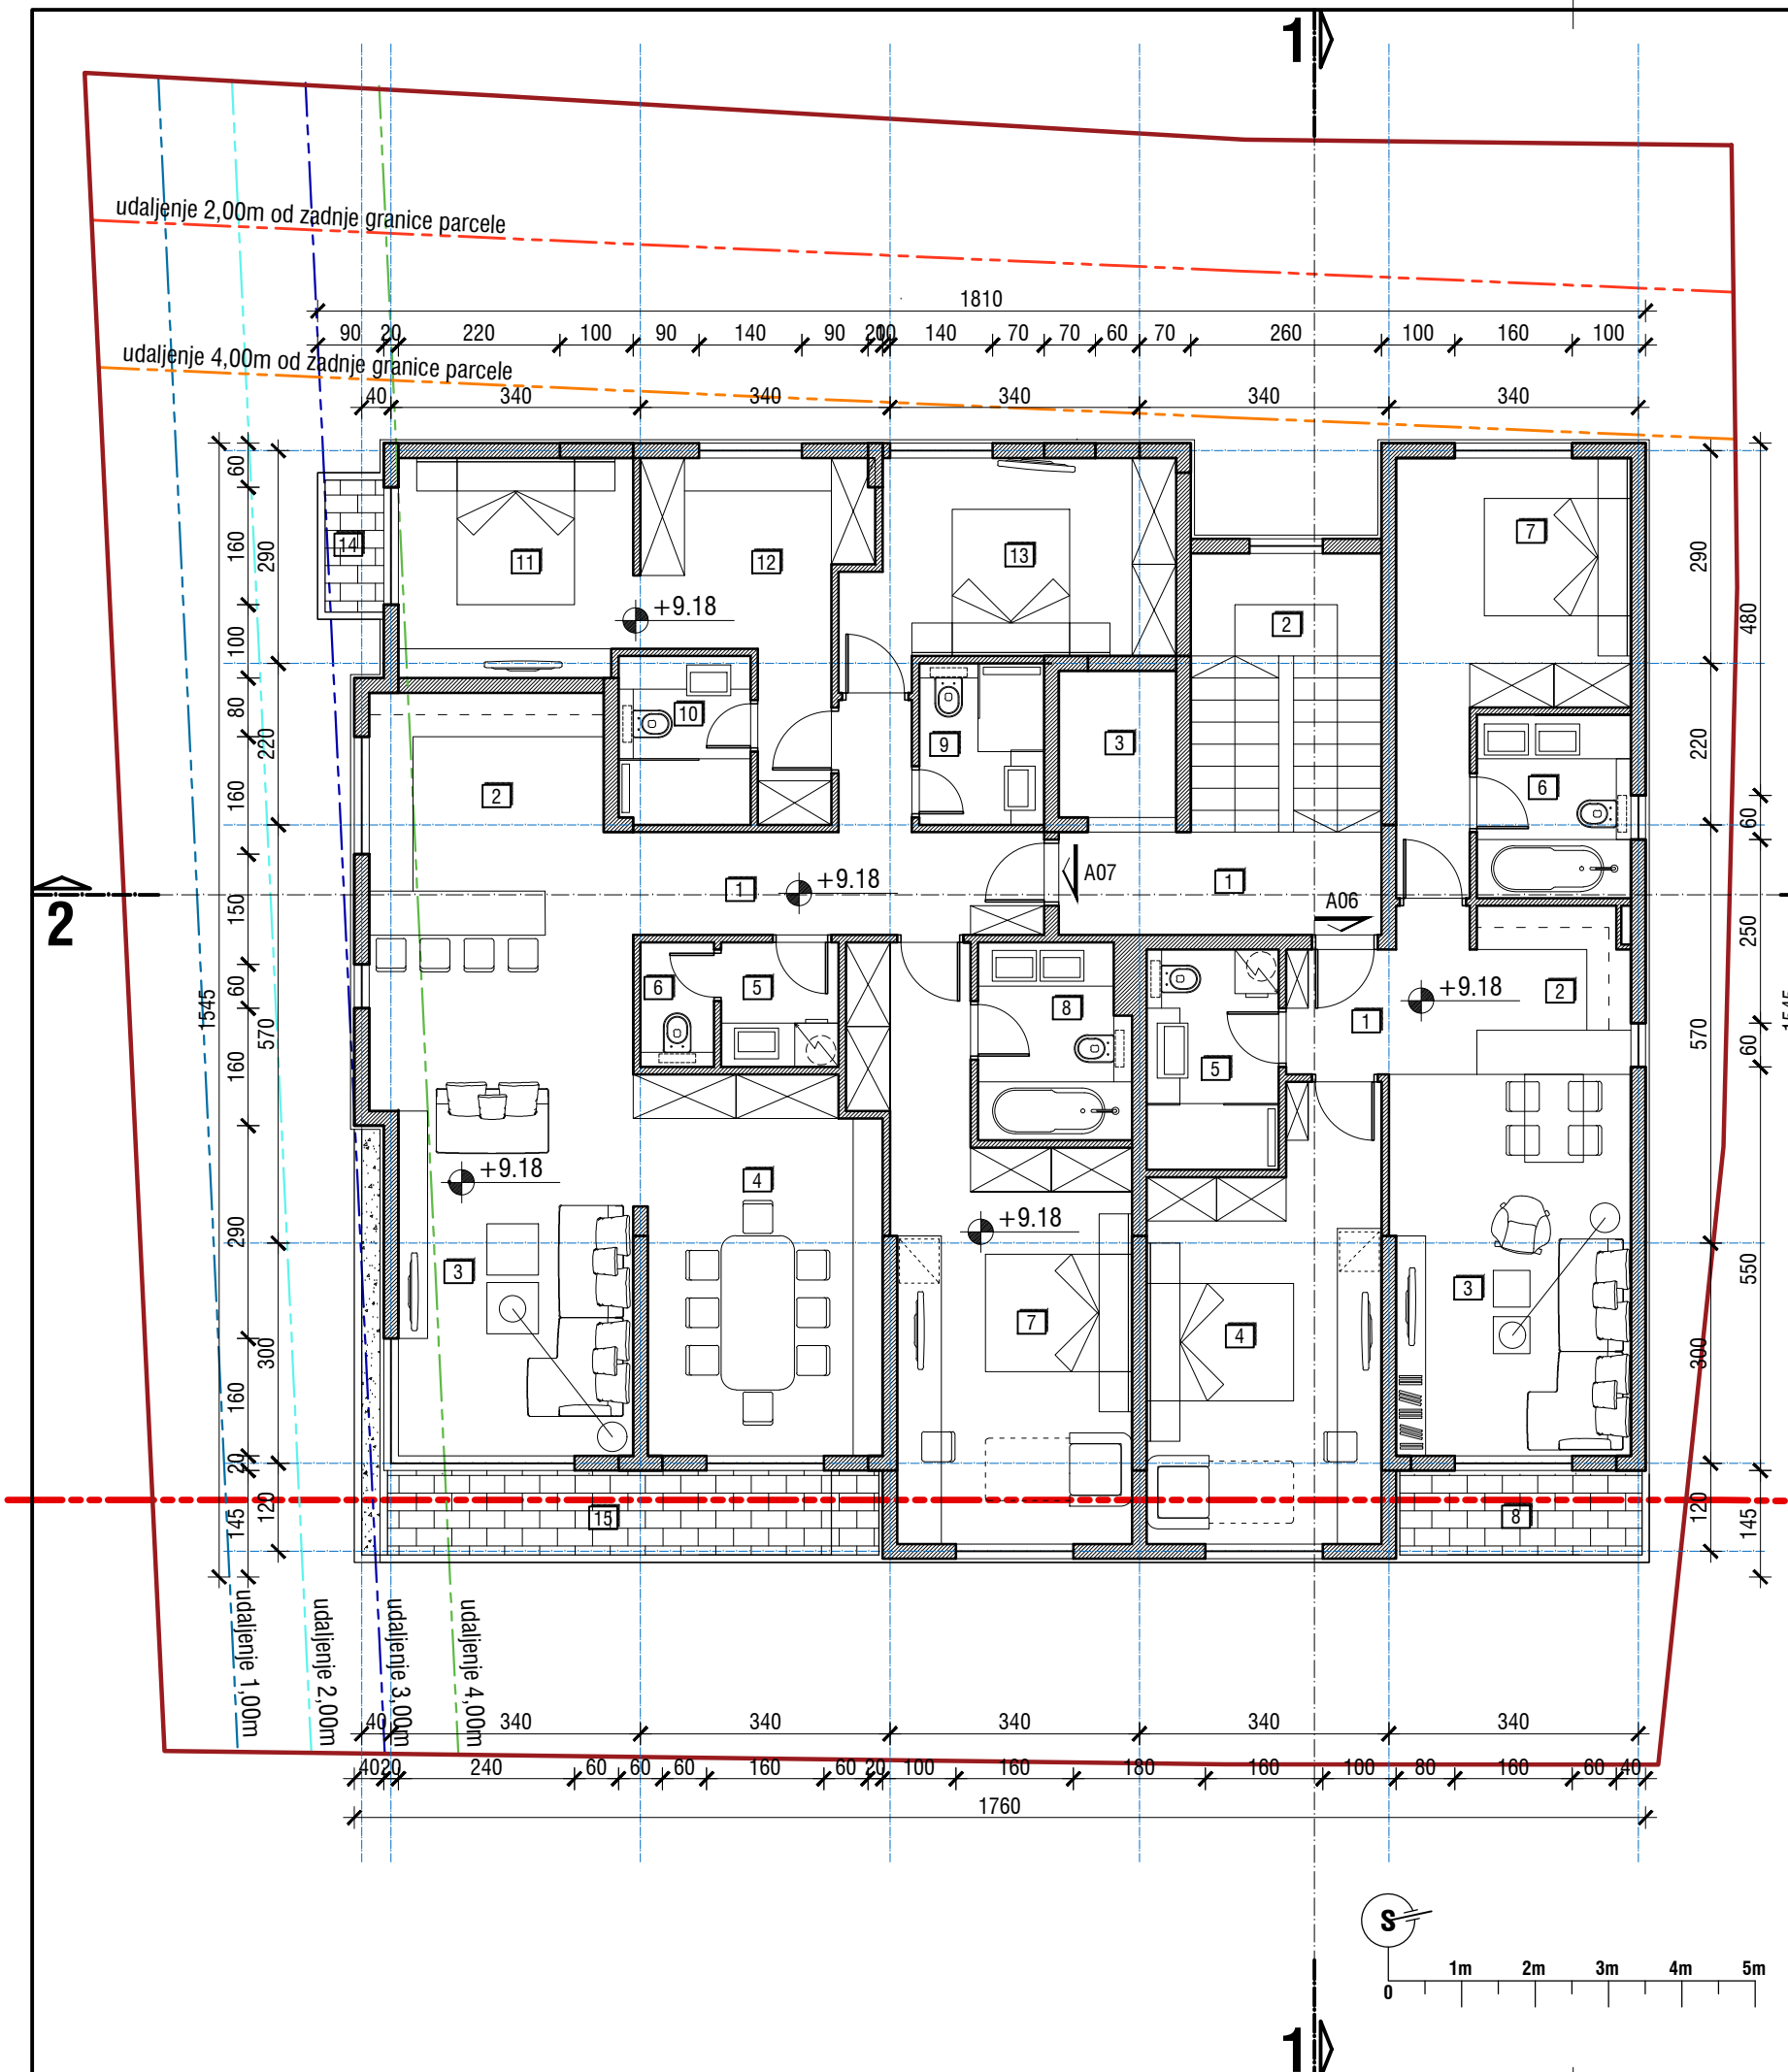 1
udaljenje 2,00m od zadnje granice parcele
1810
90 20 220 100 90 140 90 20 10 140 70 70 60 70 260 100 160 100
udaljenje 4,00m od zadnje granice parcele
40 340 340 340 340 340
60 160 100 80 160 150 60 160 290 160 20 145
290 220 570 300 120
1545
290 220 570 300 120
480 60 250 60 550 145
1545
14 11 12 13 2 7
+9.18
10 9 3 6
2
1 +9.18 A07 1 A06
2
6 5 8 5 1 +9.18 2
+9.18 4 +9.18
3 7 4 3
15 8
udaljenje 1,00m
udaljenje 2,00m
udaljenje 3,00m
udaljenje 4,00m
40 340 340 340 340 340
40 20 240 60 60 60 160 60 20 100 160 180 160 100 80 160 60 40
1760
S
0 1m 2m 3m 4m 5m
1